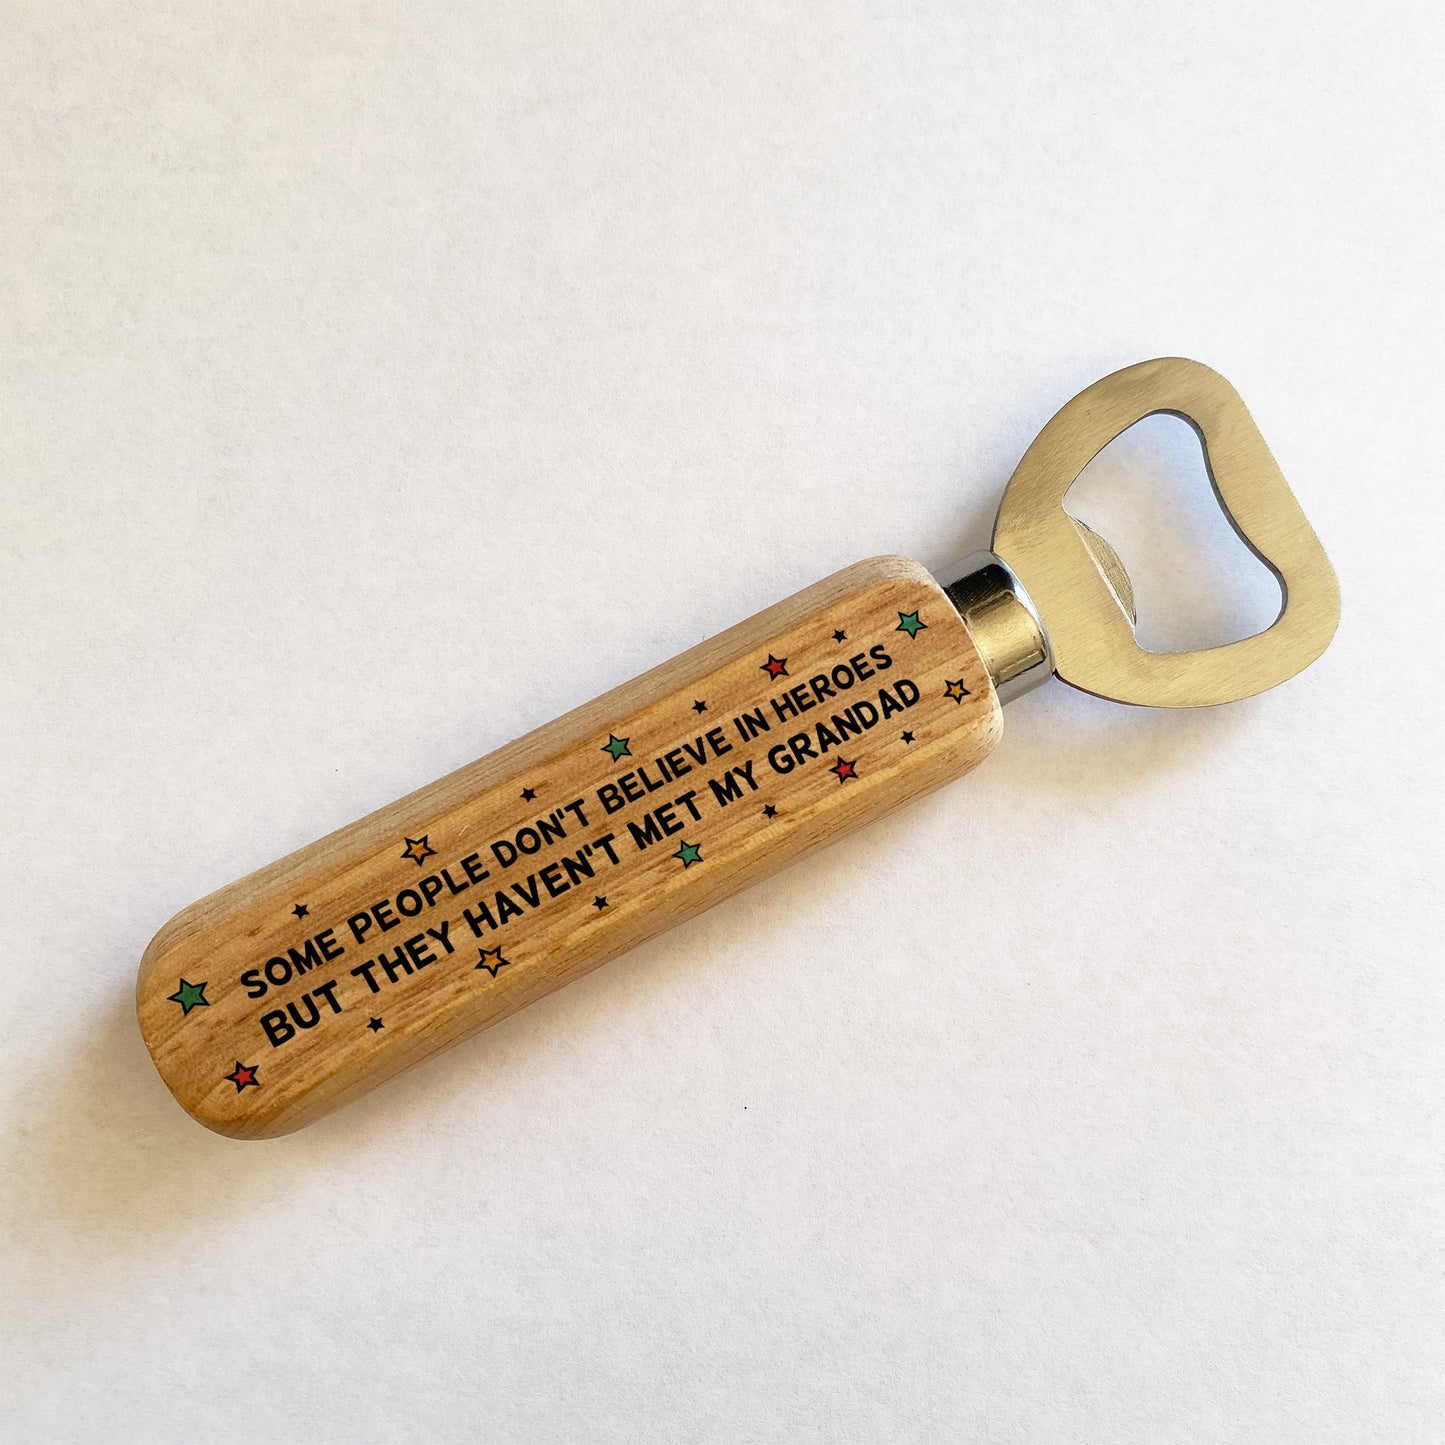 SOME PEOPLE DON'T BELIEVE IN HEROES
BUT THEY HAVEN'T MET MY GRANDAD